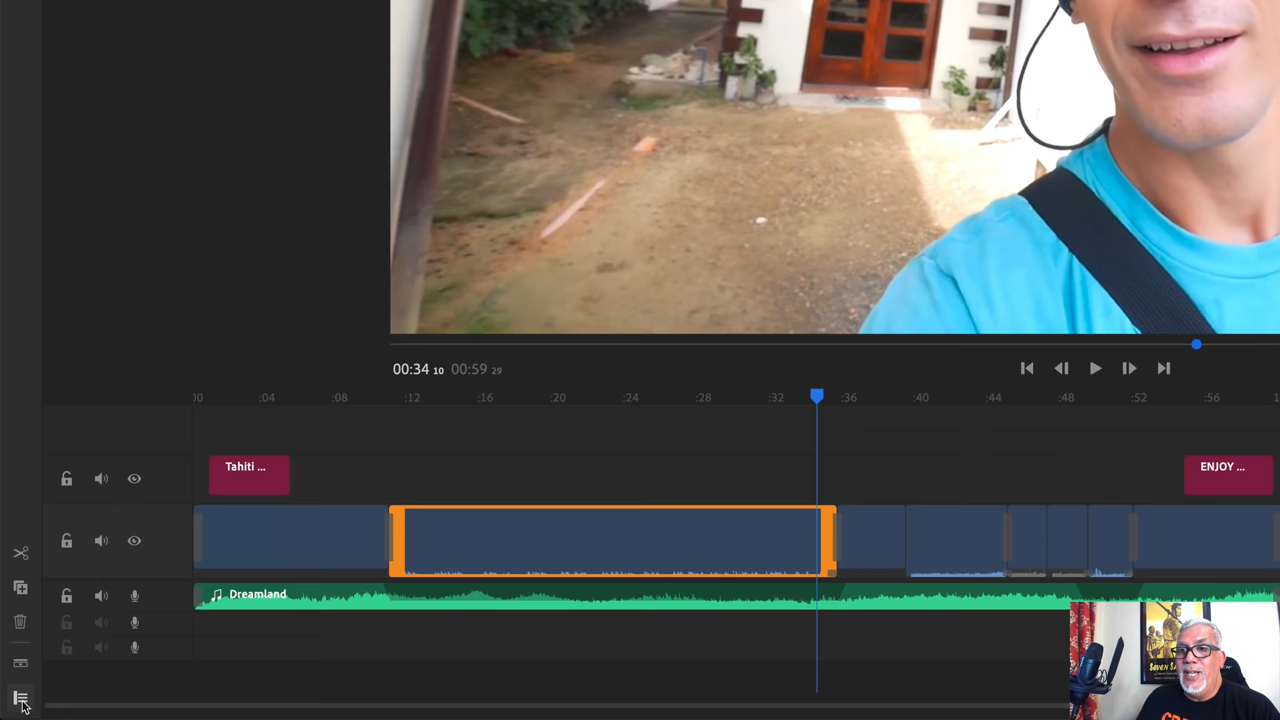 00:34 10 00:59 29
00 :04 :08 :12 :16 :20 :24 :28 :32 :36 :40 :44 :48 :52 :56
Tahiti ...
ENJOY ...
Dreamland